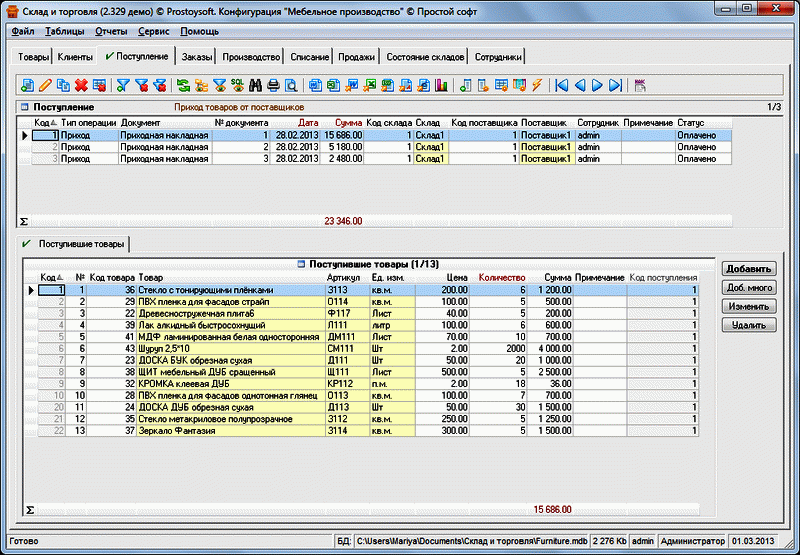 Склад и торговля (2.329 демо) © Prostoysoft. Конфигурация "Мебельное производство" © Простой софт
Файл Таблицы Отчеты Сервис Помощь
Товары Клиенты Поступление Заказы Производство Списание Продажи Состояние складов Сотрудники
SQL
Поступление Приход товаров от поставщиков 1/3
Код Тип операции Документ № документа Дата Сумма Код склада Склад Код поставщика Поставщик Сотрудник Примечание Статус
1 Приход Приходная накладная 1 28.02.2013 15 686.00 1 Склад1 1 Поставщик1 admin Оплачено
2 Приход Приходная накладная 2 28.02.2013 5 180.00 1 Склад1 1 Поставщик1 admin Оплачено
3 Приход Приходная накладная 3 28.02.2013 2 480.00 1 Склад1 1 Поставщик1 admin Оплачено
Σ 23 346.00
Поступившие товары
Поступившие товары (1/13)
Код № Код товара Товар Артикул Ед. изм. Цена Количество Сумма Примечание Код поступления
1 1 36 Стекло с тонирующими плёнками З113 кв.м. 200.00 6 1 200.00 1
2 2 29 ПВХ пленка для фасадов страйп О114 кв.м. 100.00 5 500.00 1
3 3 22 Древесностружечная плита6 Ф117 Лист 40.00 5 200.00 1
4 4 39 Лак алкидный быстросохнущий Л111 литр 100.00 6 600.00 1
5 5 41 МДФ ламинированная белая односторонняя ДМ111 Лист 70.00 10 700.00 1
6 6 43 Шуруп 2,5*10 СМ111 Шт 2.00 2000 4 000.00 1
7 7 23 ДОСКА БУК обрезная сухая Д111 Шт 50.00 20 1 000.00 1
8 8 38 ЩИТ мебельный ДУБ сращенный Щ111 Лист 500.00 5 2 500.00 1
9 9 32 КРОМКА клеевая ДУБ КР112 п.м. 2.00 18 36.00 1
10 10 28 ПВХ пленка для фасадов однотонная глянец О113 кв.м. 100.00 7 700.00 1
20 11 24 ДОСКА ДУБ обрезная сухая Д113 Шт 50.00 30 1 500.00 1
12 12 35 Стекло метакриловое полупрозрачное З112 кв.м. 250.00 5 1 250.00 1
22 13 37 Зеркало Фантазия З114 кв.м. 300.00 5 1 500.00 1
Σ 15 686.00
Добавить
Доб. много
Изменить
Удалить
Готово БД: C:\Users\Mariya\Documents\Склад и торговля\Furniture.mdb 2 276 Kb admin Администратор 01.03.2013